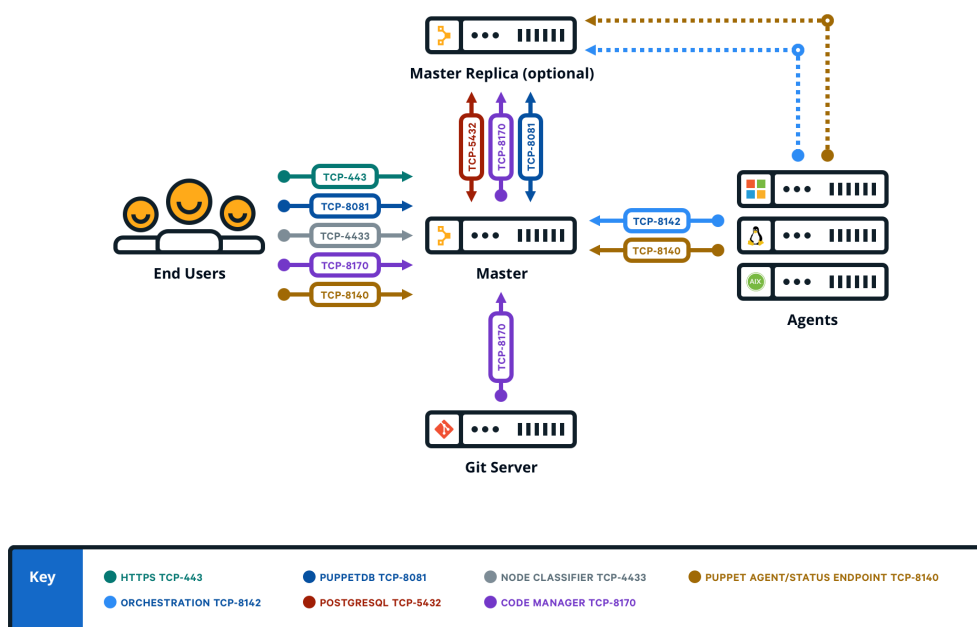 Master Replica (optional)
TCP-5432
TCP-8170
TCP-8081
TCP-443
TCP-8081
TCP-4433
TCP-8170
TCP-8140
End Users
Master
TCP-8142
TCP-8140
AIX
Agents
TCP-8170
Git Server
Key
HTTPS TCP-443
PUPPETDB TCP-8081
NODE CLASSIFIER TCP-4433
PUPPET AGENT/STATUS ENDPOINT TCP-8140
ORCHESTRATION TCP-8142
POSTGRESQL TCP-5432
CODE MANAGER TCP-8170